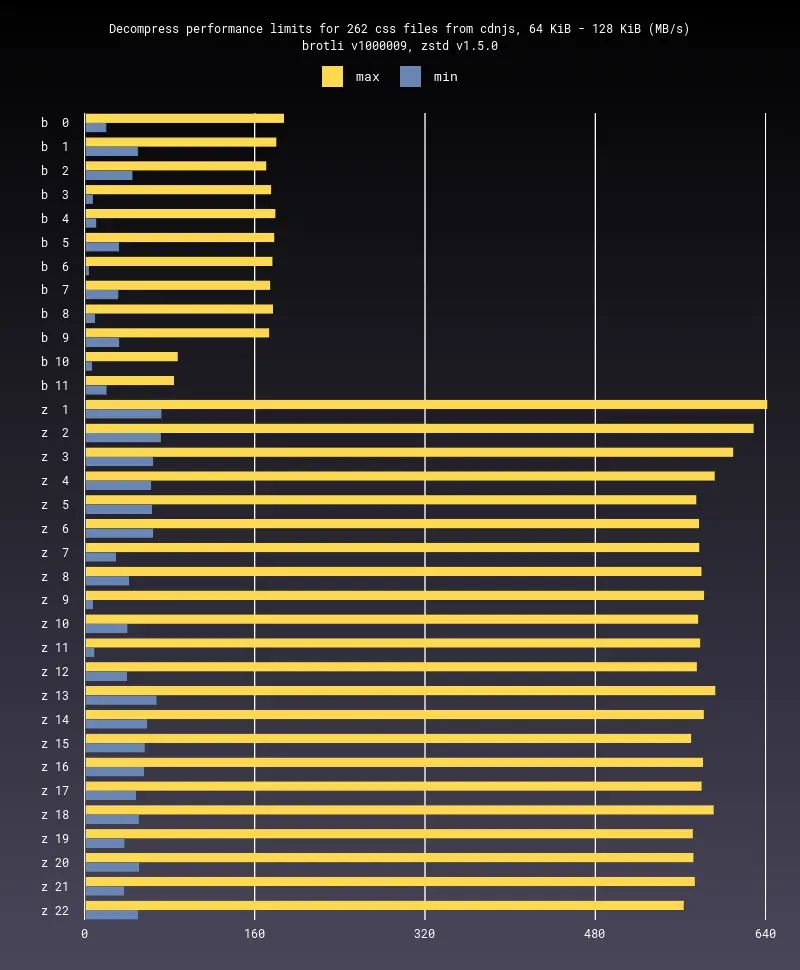 Decompress performance limits for 262 css files from cdnjs, 64 KiB - 128 KiB (MB/s)
brotli v1000009, zstd v1.5.0
max min
b 0
b 1
b 2
b 3
b 4
b 5
b 6
b 7
b 8
b 9
b 10
b 11
z 1
z 2
z 3
z 4
z 5
z 6
z 7
z 8
z 9
z 10
z 11
z 12
z 13
z 14
z 15
z 16
z 17
z 18
z 19
z 20
z 21
z 22
0 160 320 480 640